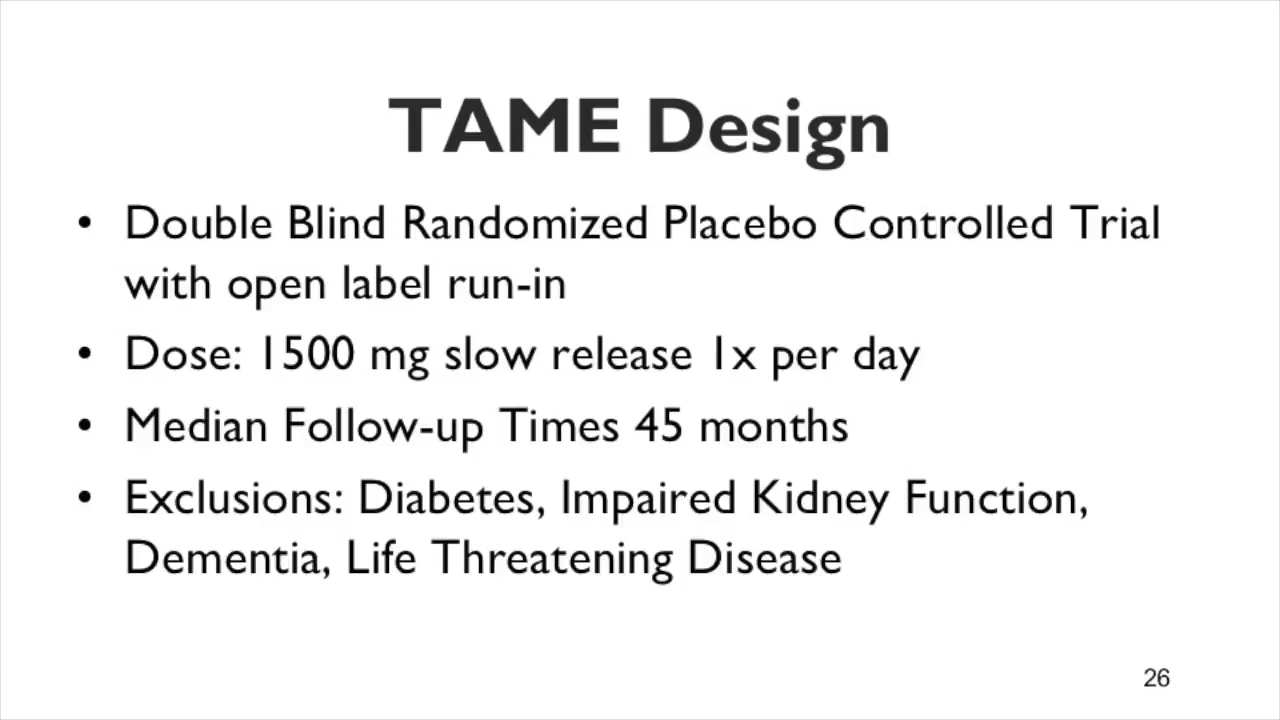 TAME Design
• Double Blind Randomized Placebo Controlled Trial
with open label run-in
• Dose: 1500 mg slow release 1x per day
• Median Follow-up Times 45 months
• Exclusions: Diabetes, Impaired Kidney Function,
Dementia, Life Threatening Disease
26